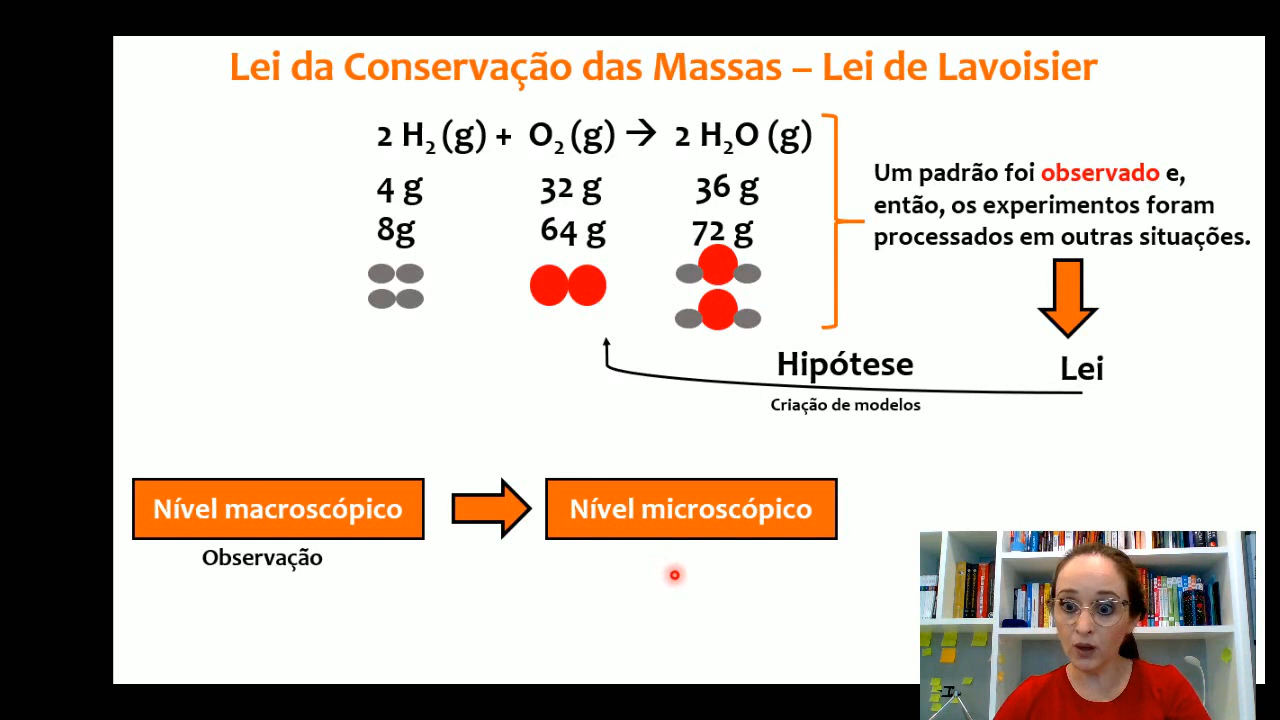 Lei da Conservação das Massas – Lei de Lavoisier
2 H₂ (g) + O₂ (g) → 2 H₂O (g)
4 g 32 g 36 g
8g 64 g 72 g
Um padrão foi observado e,
então, os experimentos foram
processados em outras situações.
Hipótese
Lei
Criação de modelos
Nível macroscópico
Nível microscópico
Observação